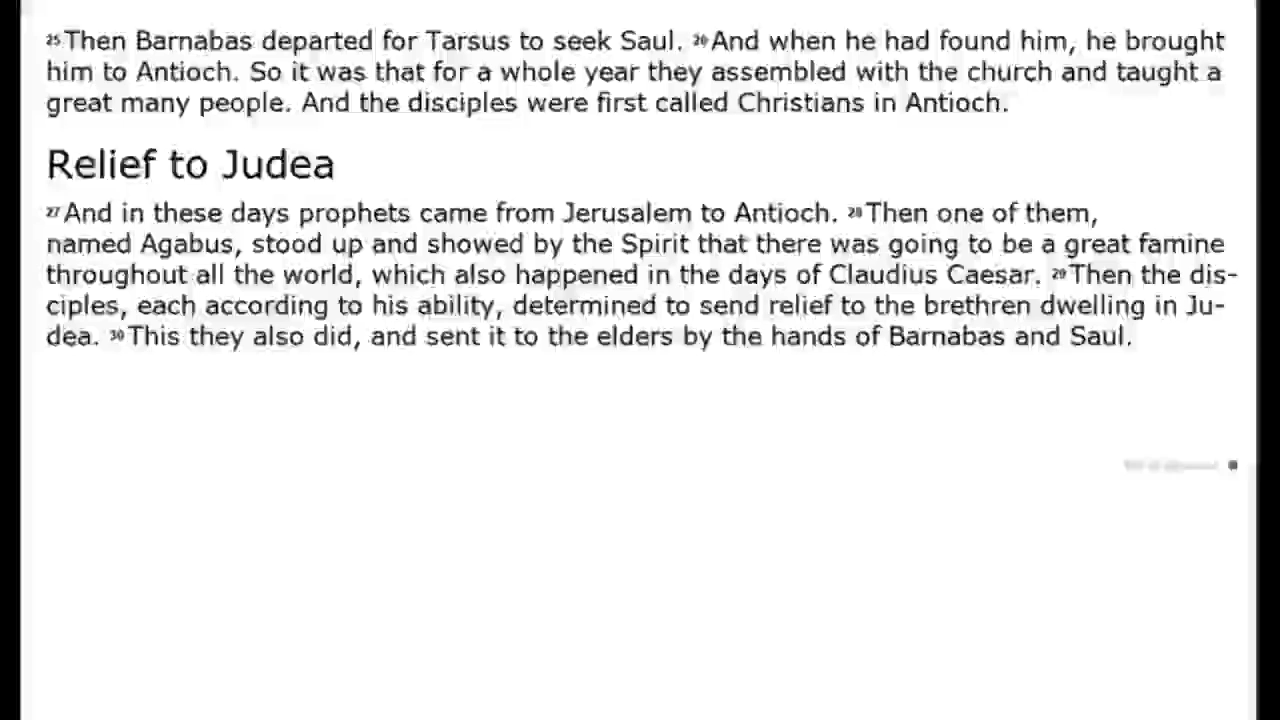 25Then Barnabas departed for Tarsus to seek Saul. 26And when he had found him, he brought
him to Antioch. So it was that for a whole year they assembled with the church and taught a
great many people. And the disciples were first called Christians in Antioch.
Relief to Judea
27And in these days prophets came from Jerusalem to Antioch. 28Then one of them,
named Agabus, stood up and showed by the Spirit that there was going to be a great famine
throughout all the world, which also happened in the days of Claudius Caesar. 29Then the dis-
ciples, each according to his ability, determined to send relief to the brethren dwelling in Ju-
dea. 30This they also did, and sent it to the elders by the hands of Barnabas and Saul.